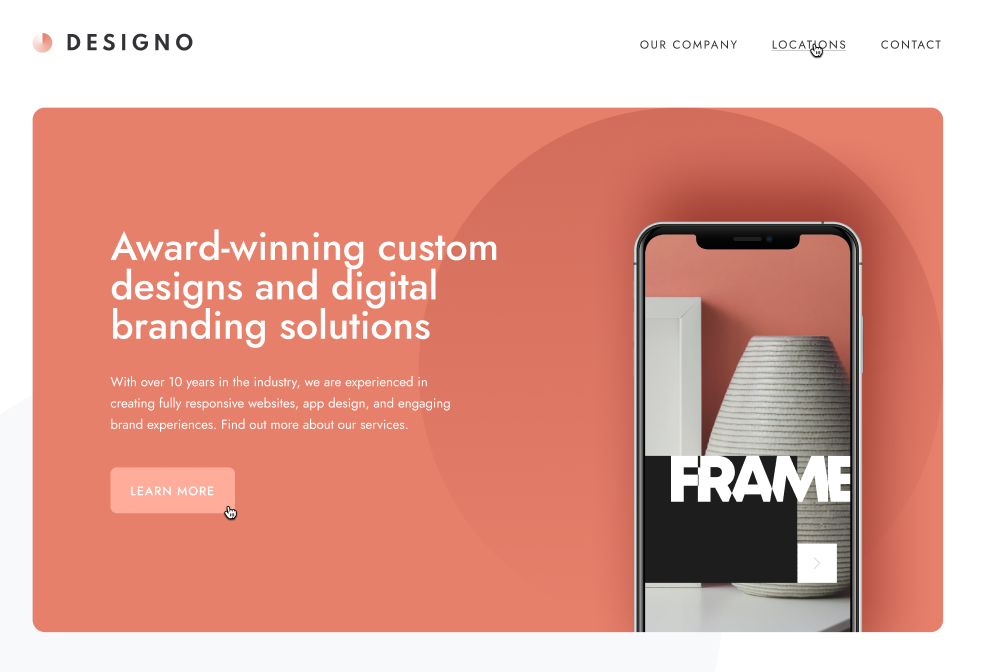 DESIGNO
OUR COMPANY LOCATIONS CONTACT
Award-winning custom
designs and digital
branding solutions
With over 10 years in the industry, we are experienced in
creating fully responsive websites, app design, and engaging
brand experiences. Find out more about our services.
LEARN MORE
FRAME